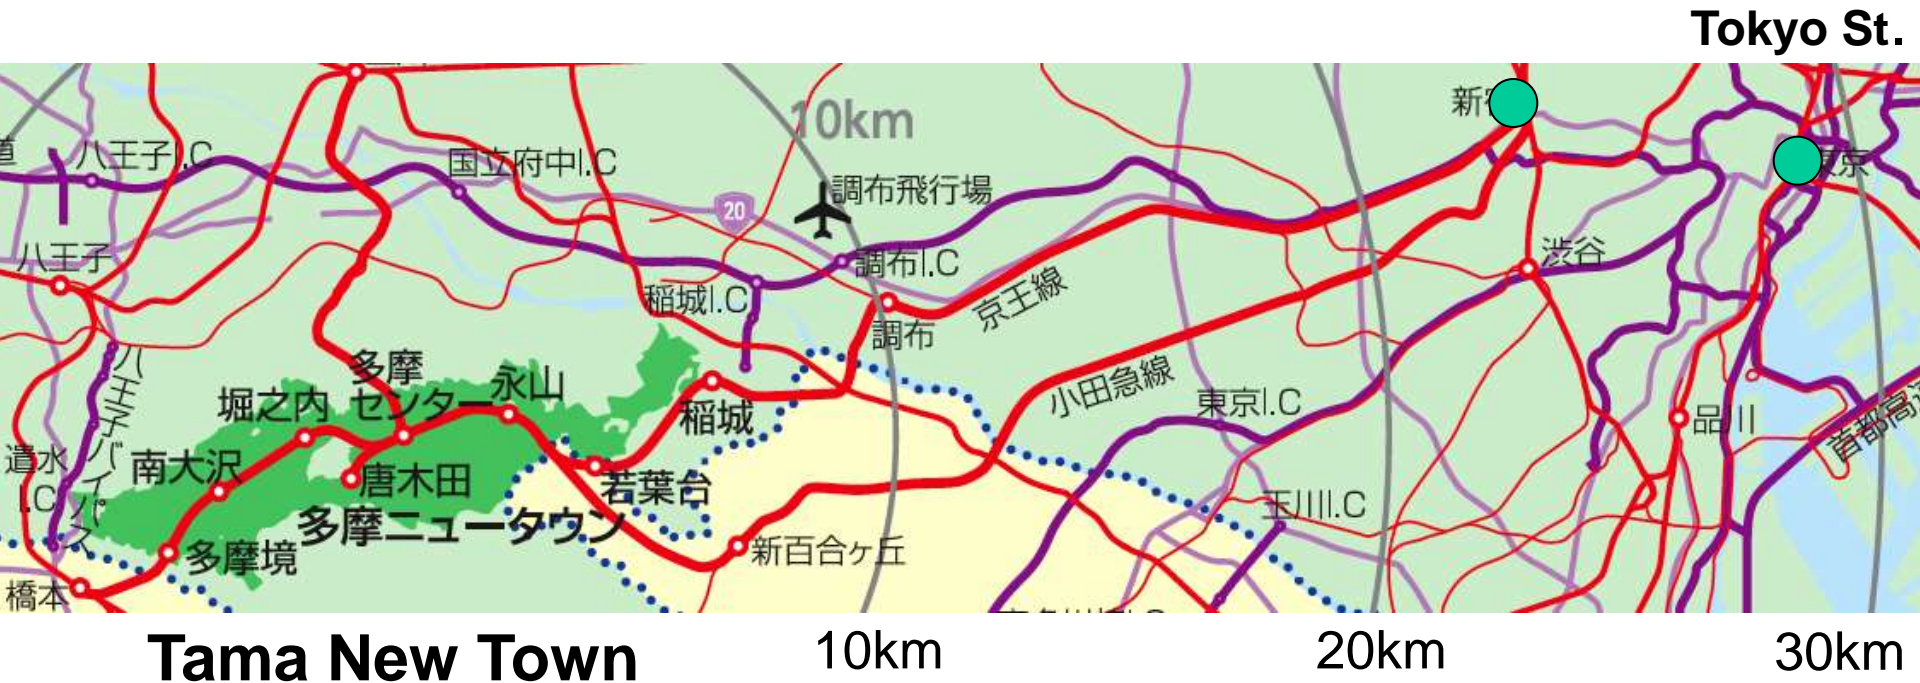 Tokyo St.
10km
新
道
八王子I.C
国立府中I.C
東京
調布飛行場
20
八王子
調布I.C
渋谷
稲城I.C
京王線
調布
八王子バイパス
多摩
センター
永山
小田急線
東京I.C
堀之内
稲城
品川
首都高速
遣水
I.C
南大沢
唐木田
若葉台
玉川I.C
多摩ニュータウン
多摩境
新百合ヶ丘
橋本
Tama New Town
10km
20km
30km